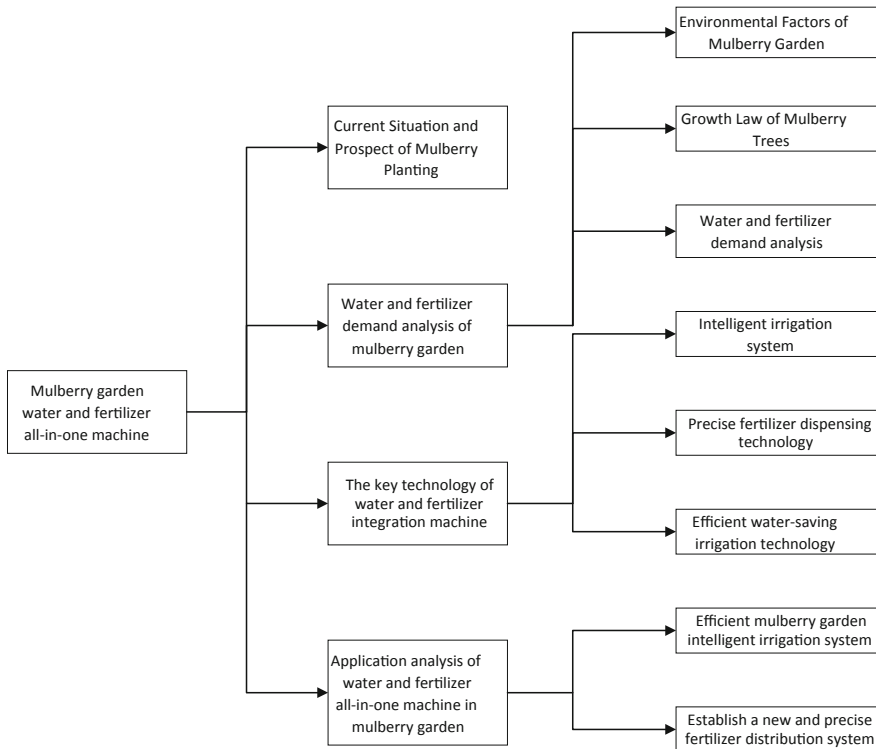 Mulberry garden
water and fertilizer
all-in-one machine
Current Situation and
Prospect of Mulberry
Planting
Water and fertilizer
demand analysis of
mulberry garden
The key technology of
water and fertilizer
integration machine
Application analysis of
water and fertilizer
all-in-one machine in
mulberry garden
Environmental Factors of
Mulberry Garden
Growth Law of Mulberry
Trees
Water and fertilizer
demand analysis
Intelligent irrigation
system
Precise fertilizer dispensing
technology
Efficient water-saving
irrigation technology
Efficient mulberry garden
intelligent irrigation system
Establish a new and precise
fertilizer distribution system